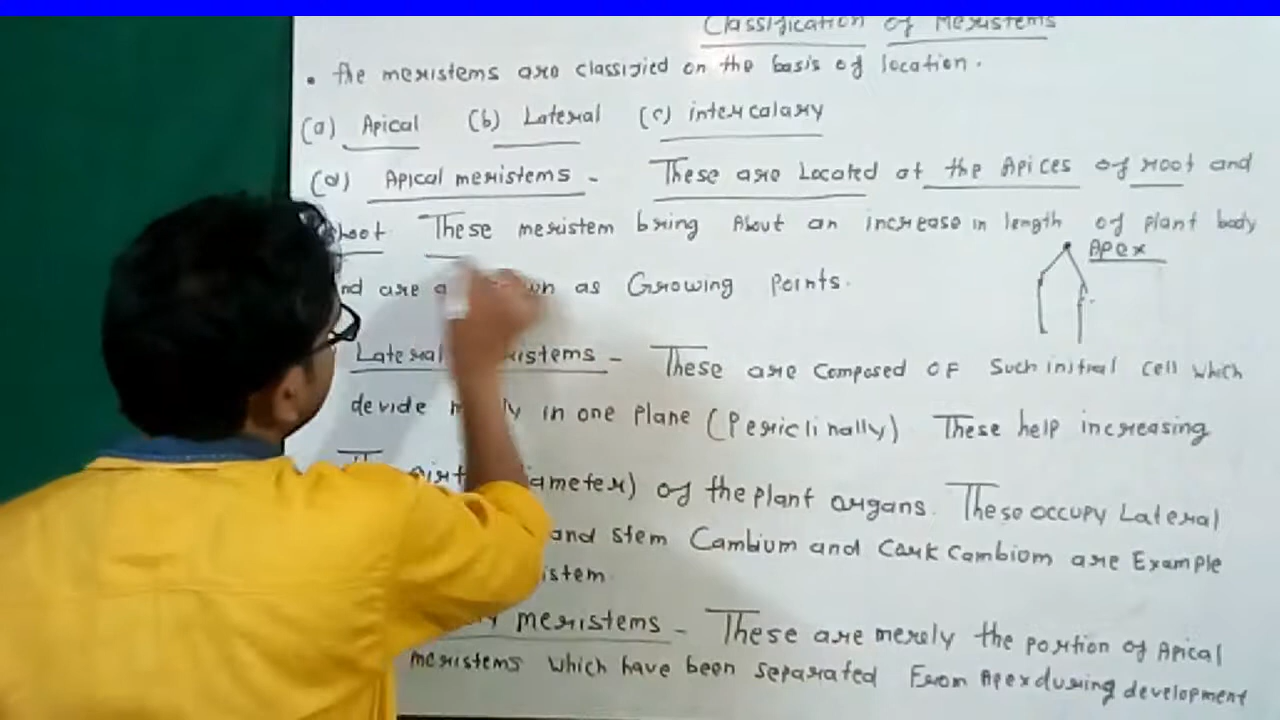 Classification of Meristems
• The meristems are classified on the basis of location.
(a) Apical (b) Lateral (c) intercalary
(a) Apical meristems - These are Located at the Apices of root and
These meristem bring About an increase in length of plant body
Apex
are as Growing Points.
Lateral - These are composed of Such initial cell which
devide in one plane (Periclinally) These help increasing
of the plant organs. These occupy Lateral
and stem Cambium and Cark Cambiom are Example
meristems - These are merely the portion of Apical
meristems which have been separated From Apex during development